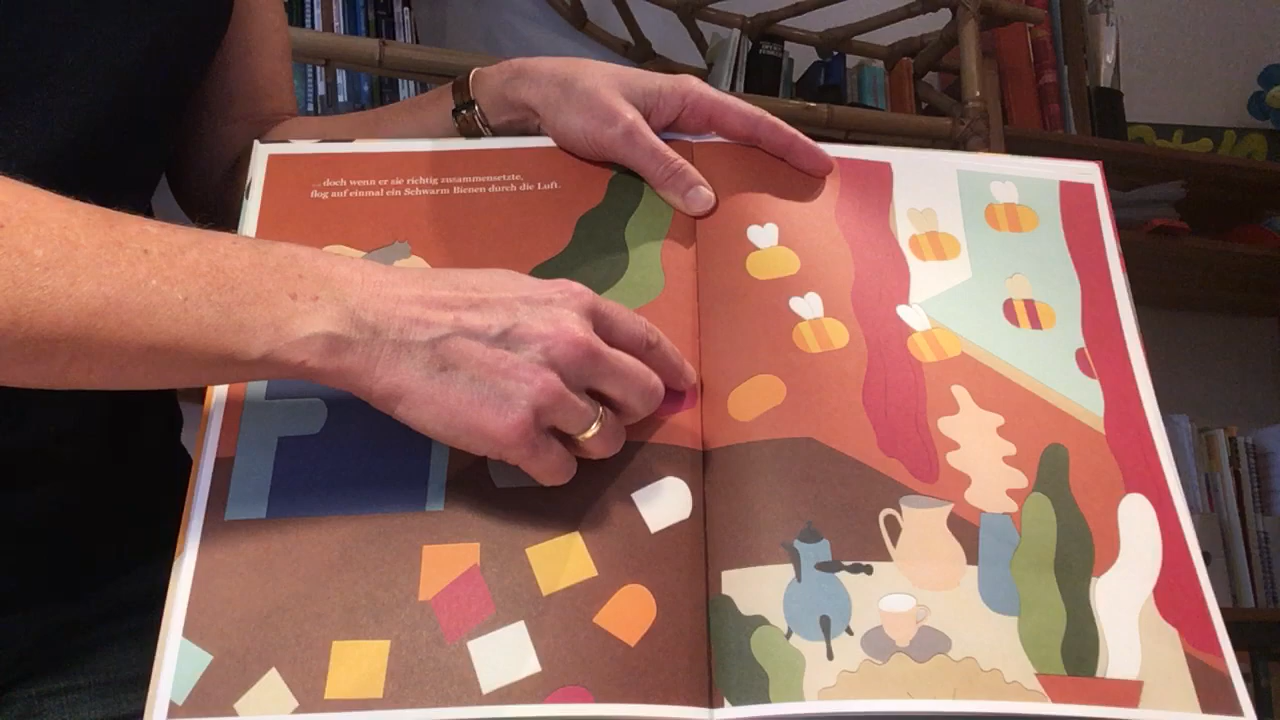 ... doch wenn er sie richtig zusammensetzte,
flog auf einmal ein Schwarm Bienen durch die Luft.